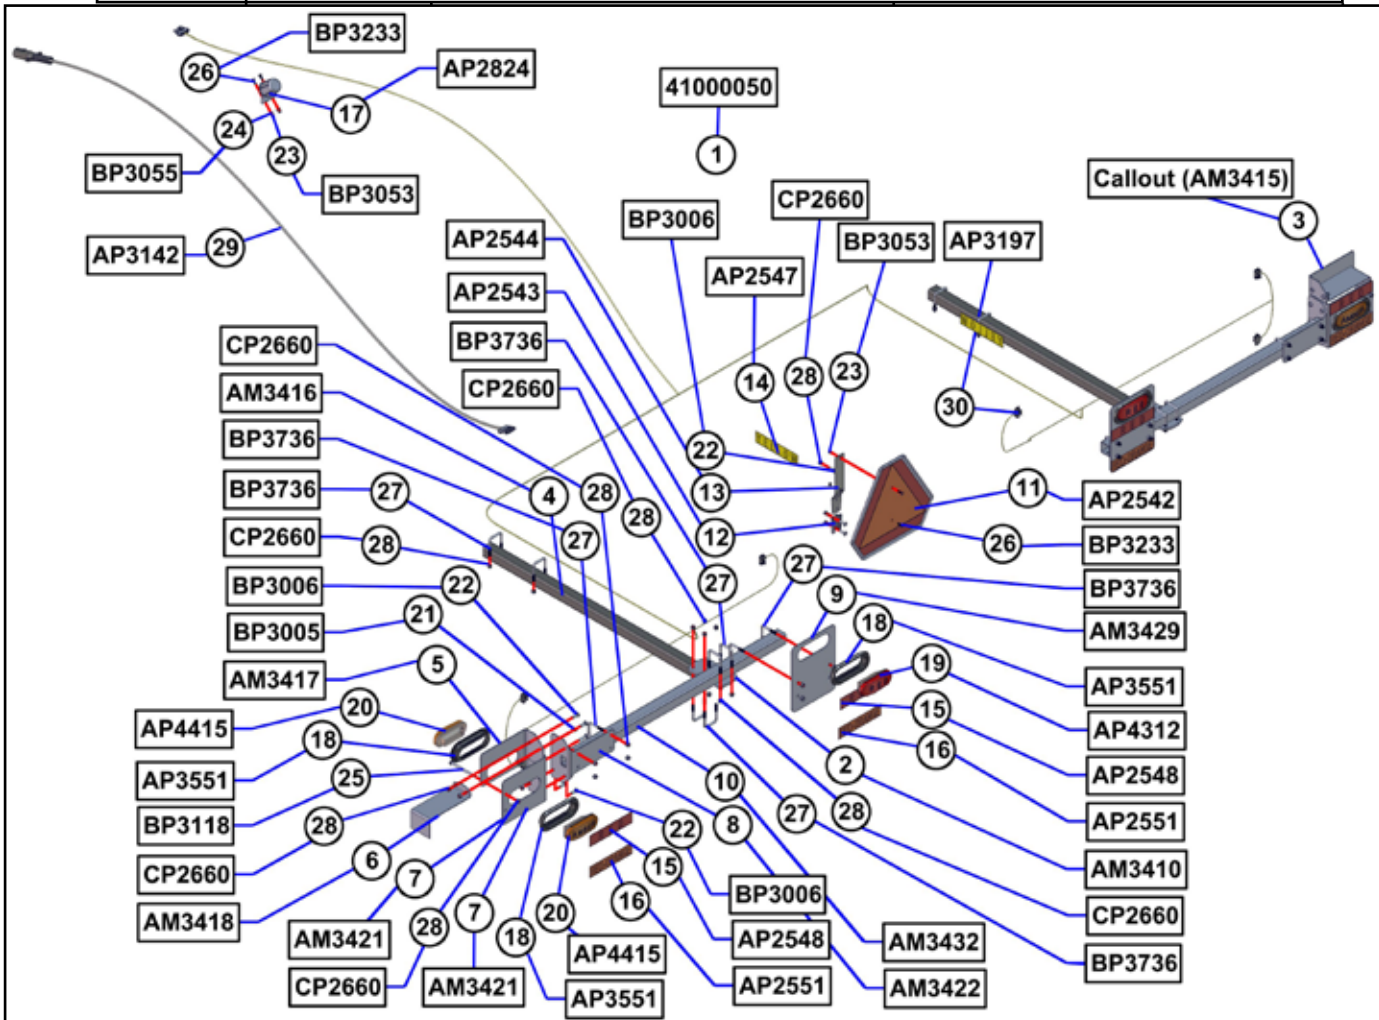 BP3233
26
AP2824
17
41000050
1
24
23
BP3055
BP3053
Callout (AM3415)
3
CP2660
BP3006
BP3053
AP3197
AP3142
29
AP2544
AP2547
AP2543
BP3736
CP2660
CP2660
14
28
23
30
AM3416
BP3736
22
BP3736
27
4
28
28
13
11
AP2542
CP2660
28
27
12
26
BP3233
BP3006
22
27
27
BP3736
BP3005
21
9
18
AM3429
AM3417
5
19
AP3551
AP4415
20
15
AP4312
AP3551
18
16
AP2548
25
10
2
BP3118
28
8
27
28
AP2551
CP2660
6
7
22
AM3410
AM3418
15
BP3006
CP2660
AM3421
28
7
18
20
16
AP2548
AM3432
BP3736
CP2660
AM3421
AP4415
AP3551
AP2551
AM3422